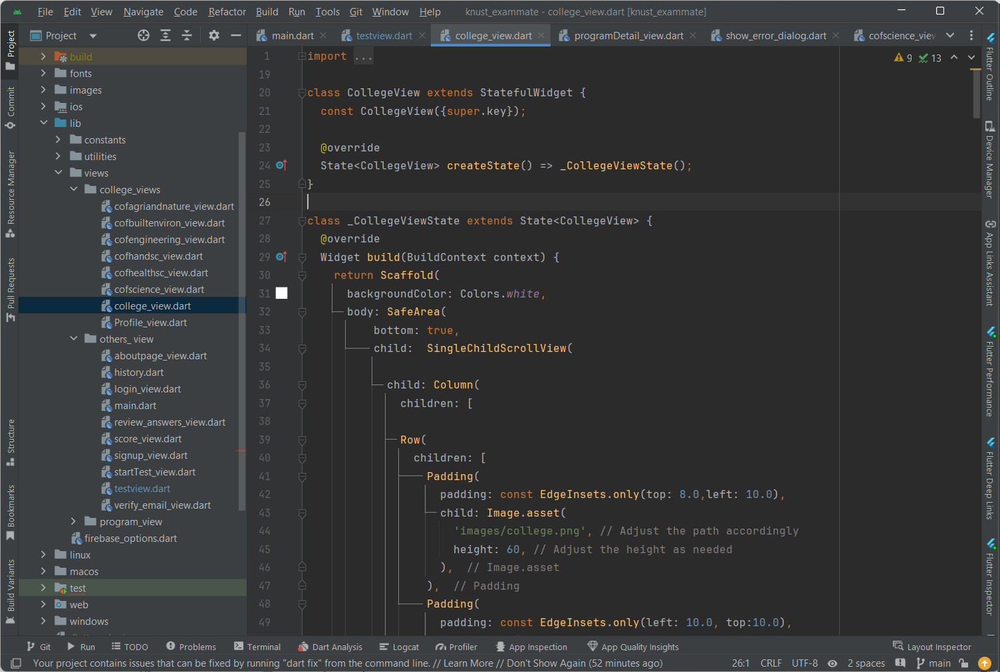 File Edit View Navigate Code Refactor Build Run Tools Git Window Help knust_exammate - college_view.dart [knust_exammate]
Project
main.dart testview.dart college_view.dart programDetail_view.dart show_error_dialog.dart cofscience_view
Project
Commit
Resource Manager
Pull Requests
Structure
Bookmarks
Build Variants
build
fonts
images
ios
lib
constants
utilities
views
college_views
cofagriandnature_view.dart
cofbuiltenviron_view.dart
cofengineering_view.dart
cofhandsc_view.dart
cofhealthsc_view.dart
cofscience_view.dart
college_view.dart
Profile_view.dart
others_ view
aboutpage_view.dart
history.dart
login_view.dart
main.dart
review_answers_view.dart
score_view.dart
signup_view.dart
startTest_view.dart
testview.dart
verify_email_view.dart
program_view
firebase_options.dart
linux
macos
test
web
windows
9 13
1 import ...
19
20 class CollegeView extends StatefulWidget {
21 const CollegeView({super.key});
22
23 @override
24 State<CollegeView> createState() => _CollegeViewState();
25 }
26
27 class _CollegeViewState extends State<CollegeView> {
28 @override
29 Widget build(BuildContext context) {
30 return Scaffold(
31 backgroundColor: Colors.white,
32 body: SafeArea(
33 bottom: true,
34 child:  SingleChildScrollView(
35
36 child: Column(
37 children: [
38
39 Row(
40 children: [
41 Padding(
42 padding: const EdgeInsets.only(top: 8.0,left: 10.0),
43 child: Image.asset(
44 'images/college.png', // Adjust the path accordingly
45 height: 60, // Adjust the height as needed
46 ),  // Image.asset
47 ),  // Padding
48 Padding(
49 padding: const EdgeInsets.only(left: 10.0, top:10.0),
Flutter Outline
Device Manager
App Links Assistant
Flutter Performance
Flutter Deep Links
Flutter Inspector
Git Run TODO Problems Terminal Dart Analysis Logcat Profiler App Inspection App Quality Insights Layout Inspector
Your project contains issues that can be fixed by running "dart fix" from the command line. // Learn More // Don't Show Again (52 minutes ago) 26:1 CRLF UTF-8 2 spaces main